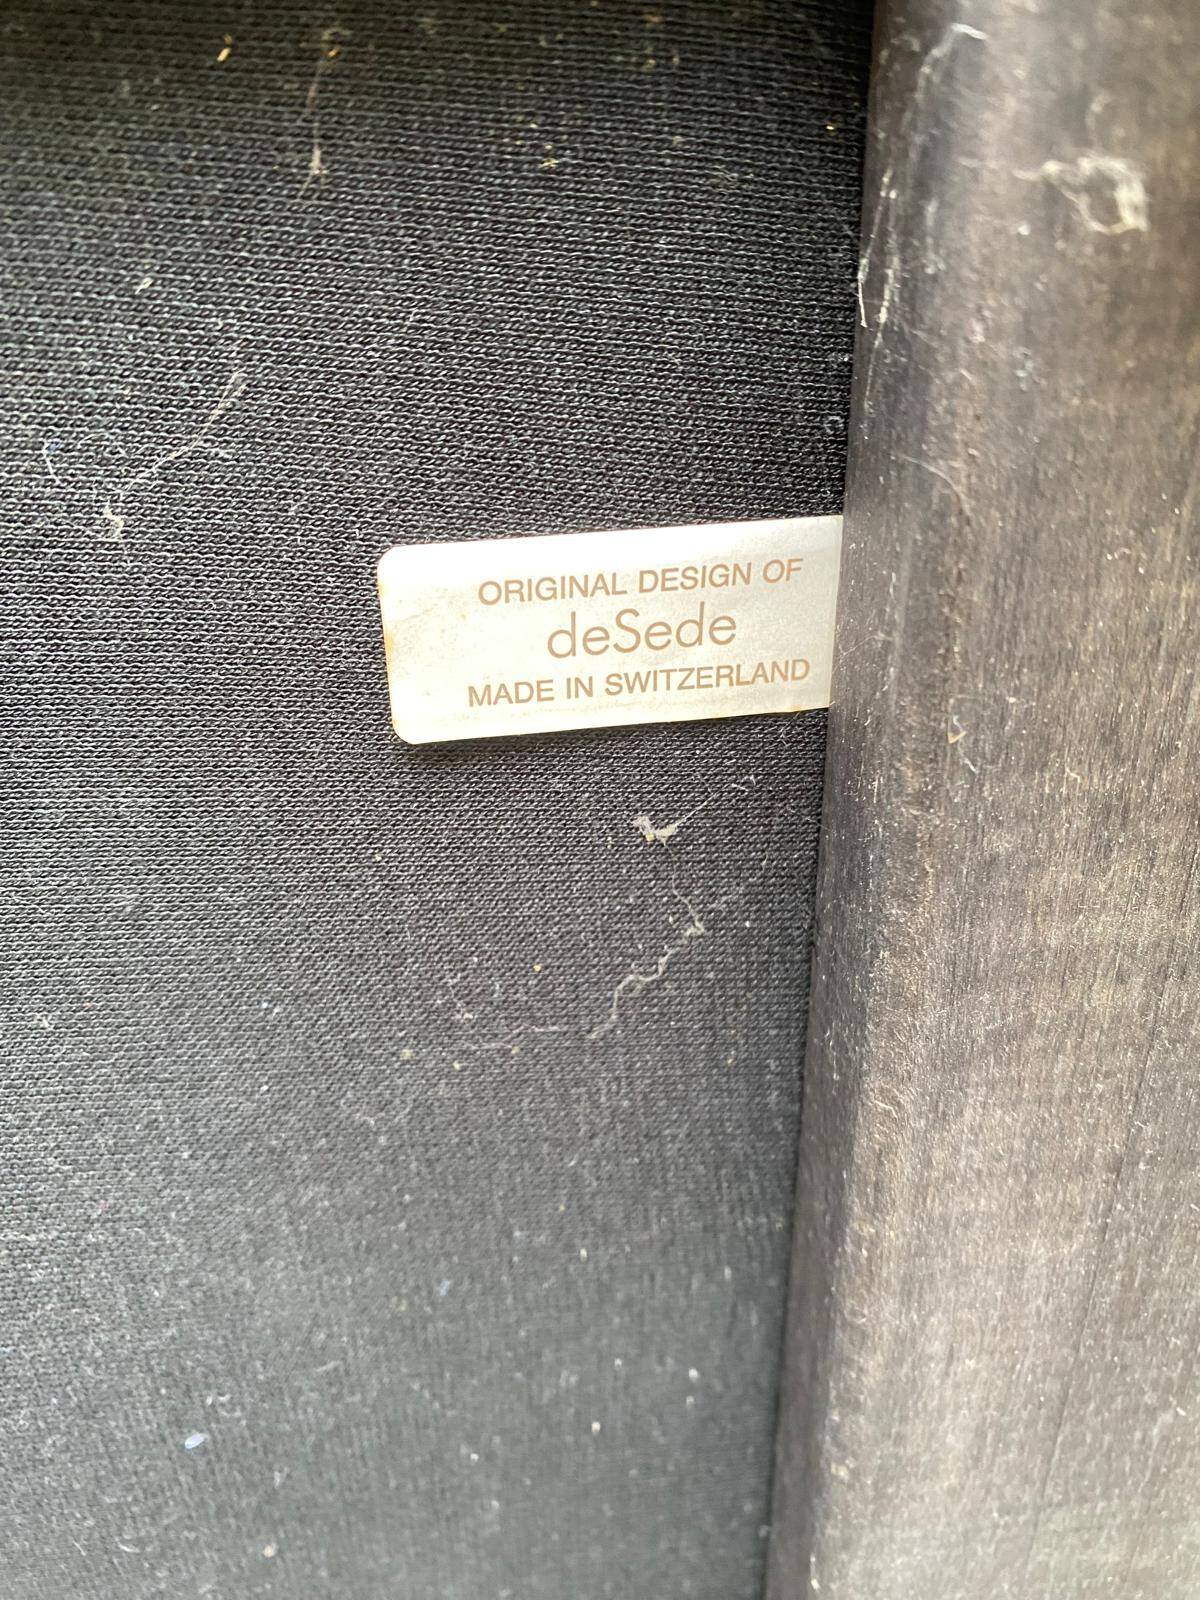 ORIGINAL DESIGN OF
deSede
MADE IN SWITZERLAND